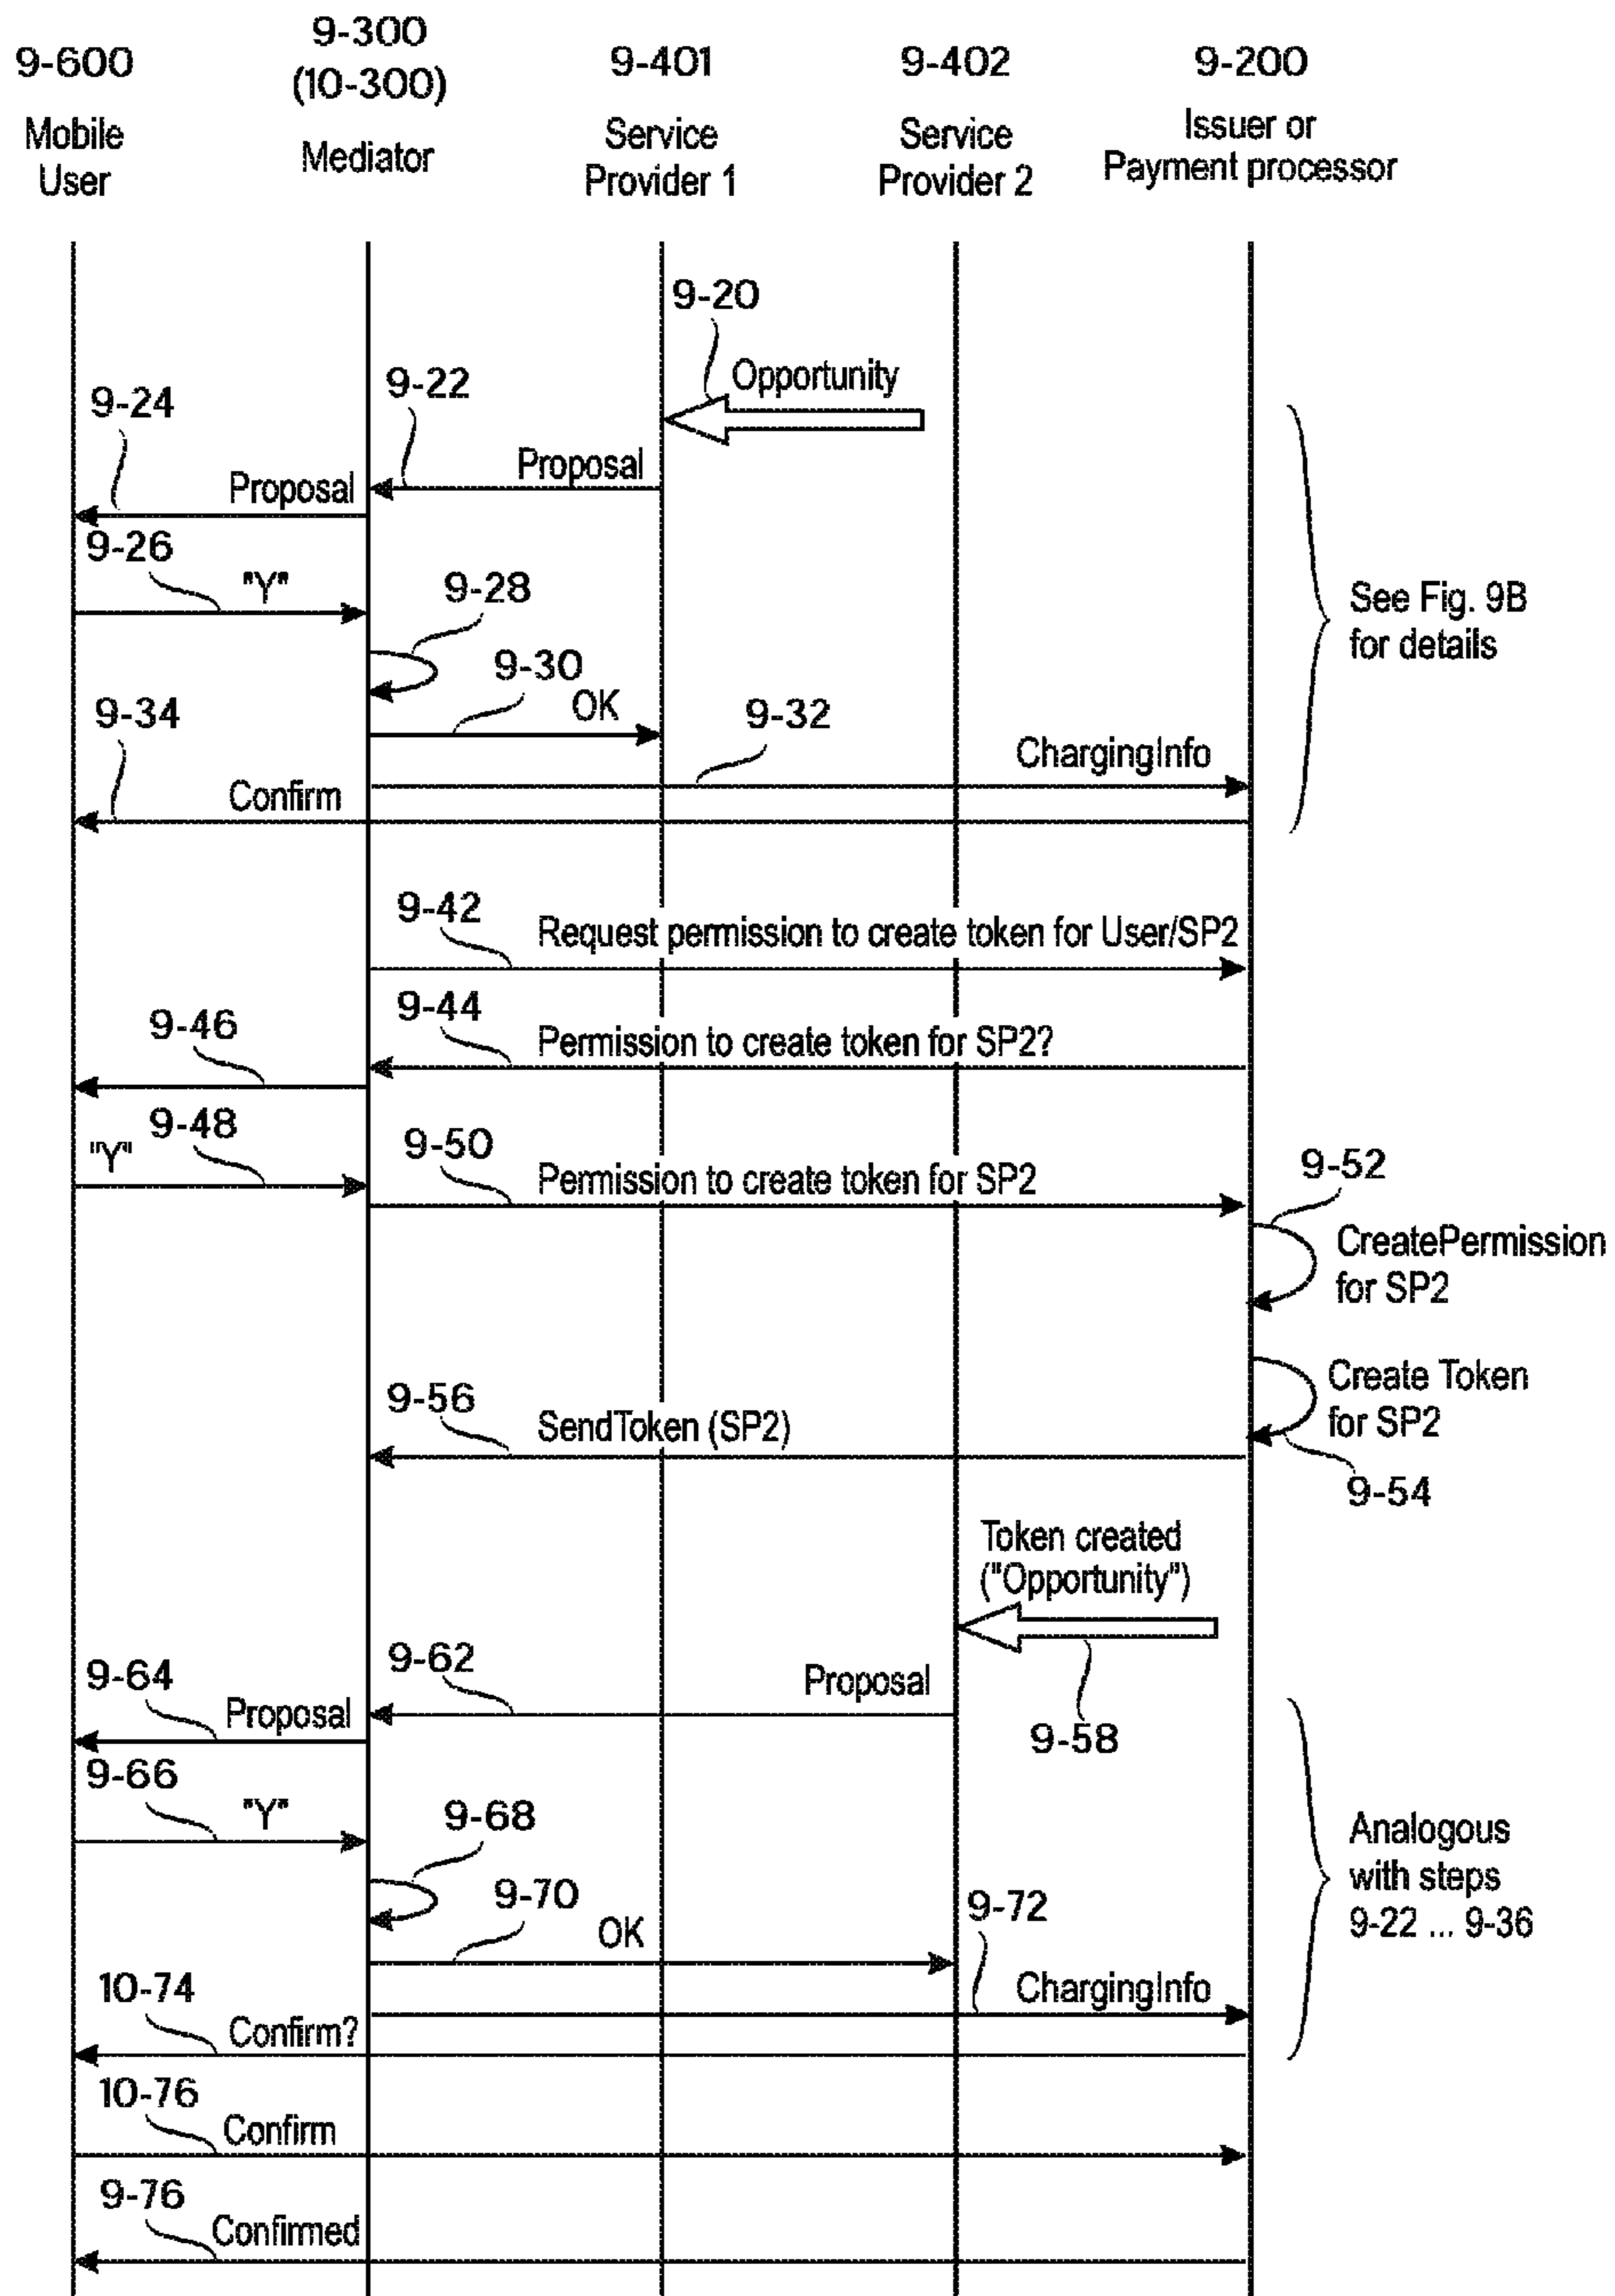 9-600
Mobile
User
9-300
(10-300)
Mediator
9-401
Service
Provider 1
9-402
Service
Provider 2
9-200
Issuer or
Payment processor
9-20
Opportunity
9-22
Proposal
9-24
Proposal
9-26
"Y"
9-28
9-30
OK
9-32
ChargingInfo
9-34
Confirm
See Fig. 9B
for details
9-42
Request permission to create token for User/SP2
9-44
Permission to create token for SP2?
9-46
9-48
"Y"
9-50
Permission to create token for SP2
9-52
CreatePermission
for SP2
Create Token
for SP2
9-54
9-56
SendToken (SP2)
Token created
("Opportunity")
9-58
9-62
Proposal
9-64
Proposal
9-66
"Y"
9-68
9-70
OK
9-72
ChargingInfo
10-74
Confirm?
Analogous
with steps
9-22 ... 9-36
10-76
Confirm
9-76
Confirmed